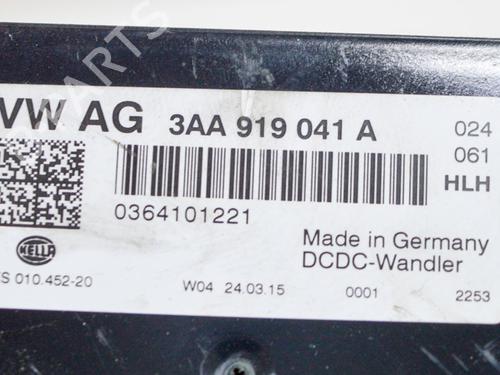 VW AG 3AA 919 041 A
024
061
HLH
0364101221
HELLA
010.452-20
Made in Germany
DCDC-Wandler
W04 24.03.15 0001 2253